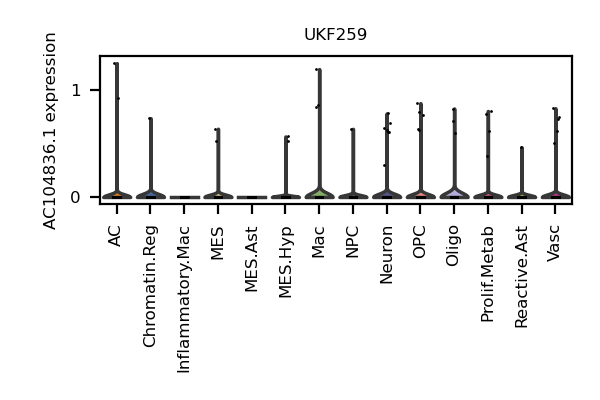 UKF259
AC104836.1 expression
1
0
AC
Chromatin.Reg
Inflammatory.Mac
MES
MES.Ast
MES.Hyp
Mac
NPC
Neuron
OPC
Oligo
Prolif.Metab
Reactive.Ast
Vasc